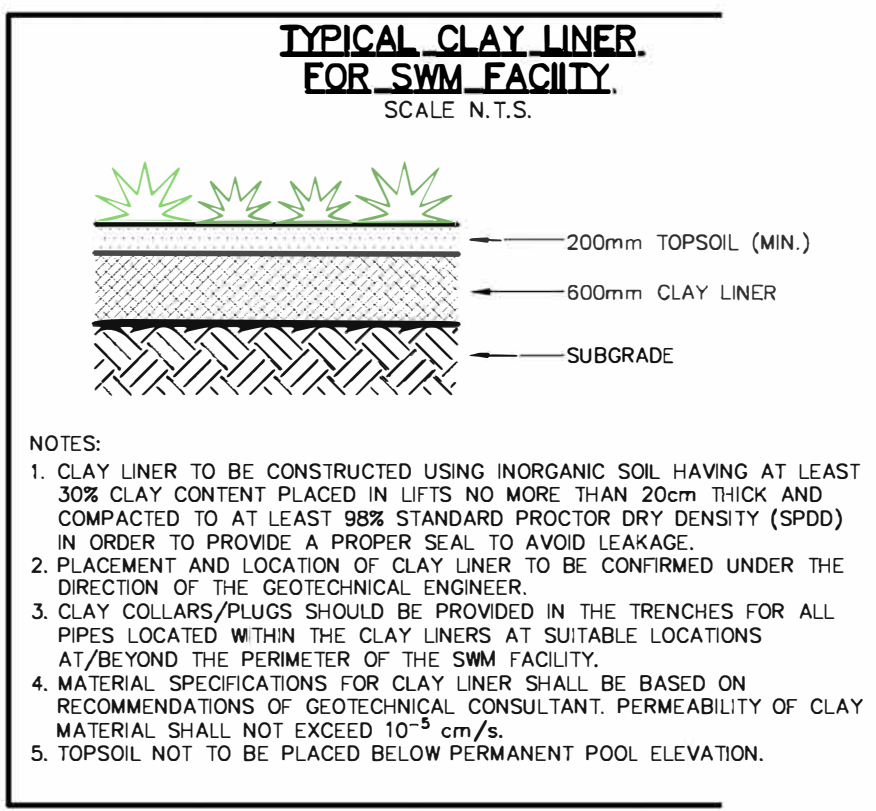 TYPICAL CLAY LINER
FOR SWM FACIITY
SCALE N.T.S.
200mm TOPSOIL (MIN.)
600mm CLAY LINER
SUBGRADE
NOTES:
1. CLAY LINER TO BE CONSTRUCTED USING INORGANIC SOIL HAVING AT LEAST
30% CLAY CONTENT PLACED IN LIFTS NO MORE THAN 20cm THICK AND
COMPACTED TO AT LEAST 98% STANDARD PROCTOR DRY DENSITY (SPDD)
IN ORDER TO PROVIDE A PROPER SEAL TO AVOID LEAKAGE.
2. PLACEMENT AND LOCATION OF CLAY LINER TO BE CONFIRMED UNDER THE
DIRECTION OF THE GEOTECHNICAL ENGINEER.
3. CLAY COLLARS/PLUGS SHOULD BE PROVIDED IN THE TRENCHES FOR ALL
PIPES LOCATED WITHIN THE CLAY LINERS AT SUITABLE LOCATIONS
AT/BEYOND THE PERIMETER OF THE SWM FACILITY.
4. MATERIAL SPECIFICATIONS FOR CLAY LINER SHALL BE BASED ON
RECOMMENDATIONS OF GEOTECHNICAL CONSULTANT. PERMEABILITY OF CLAY
MATERIAL SHALL NOT EXCEED 10⁻⁵ cm/s.
5. TOPSOIL NOT TO BE PLACED BELOW PERMANENT POOL ELEVATION.